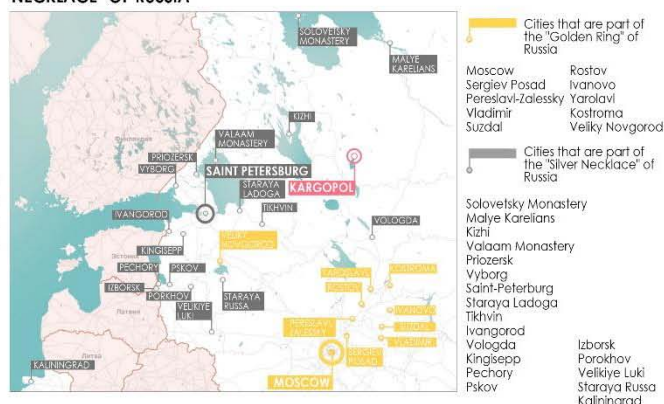 NECKLACE" OF RUSSIA
SOLOVETSKY
MONASTERY
MALYE
KARELIANS
KIZHI
VALAAM
MONASTERY
PRIOZERSK
VYBORG
SAINT PETERSBURG
KARGOPOL
STARAYA
LADOGA
TIKHVIN
IVANGOROD
VOLOGDA
KINGISEPP
VELIKY
NOVGOROD
PECHORY
PSKOV
IZBORSK
PORKHOV
VELIKIYE
LUKI
STARAYA
RUSSA
YAROSLAVL
KOSTROMA
ROSTOV
IVANOVO
PERESLAVL-
ZALESSKY
SUZDAL
VLADIMIR
SERGIEV
POSAD
MOSCOW
KALININGRAD
Финляндия
Эстония
Латвия
Литва
Cities that are part of
the "Golden Ring" of
Russia
Moscow Rostov
Sergiev Posad Ivanovo
Pereslavl-Zalessky Yarolavl
Vladimir Kostroma
Suzdal Veliky Novgorod
Cities that are part of
the "Silver Necklace" of
Russia
Solovetsky Monastery
Malye Karelians
Kizhi
Valaam Monastery
Priozersk
Vyborg
Saint-Peterburg
Staraya Ladoga
Tikhvin
Ivangorod
Vologda Izborsk
Kingisepp Porokhov
Pechory Velikiye Luki
Pskov Staraya Russa
Kaliningrad